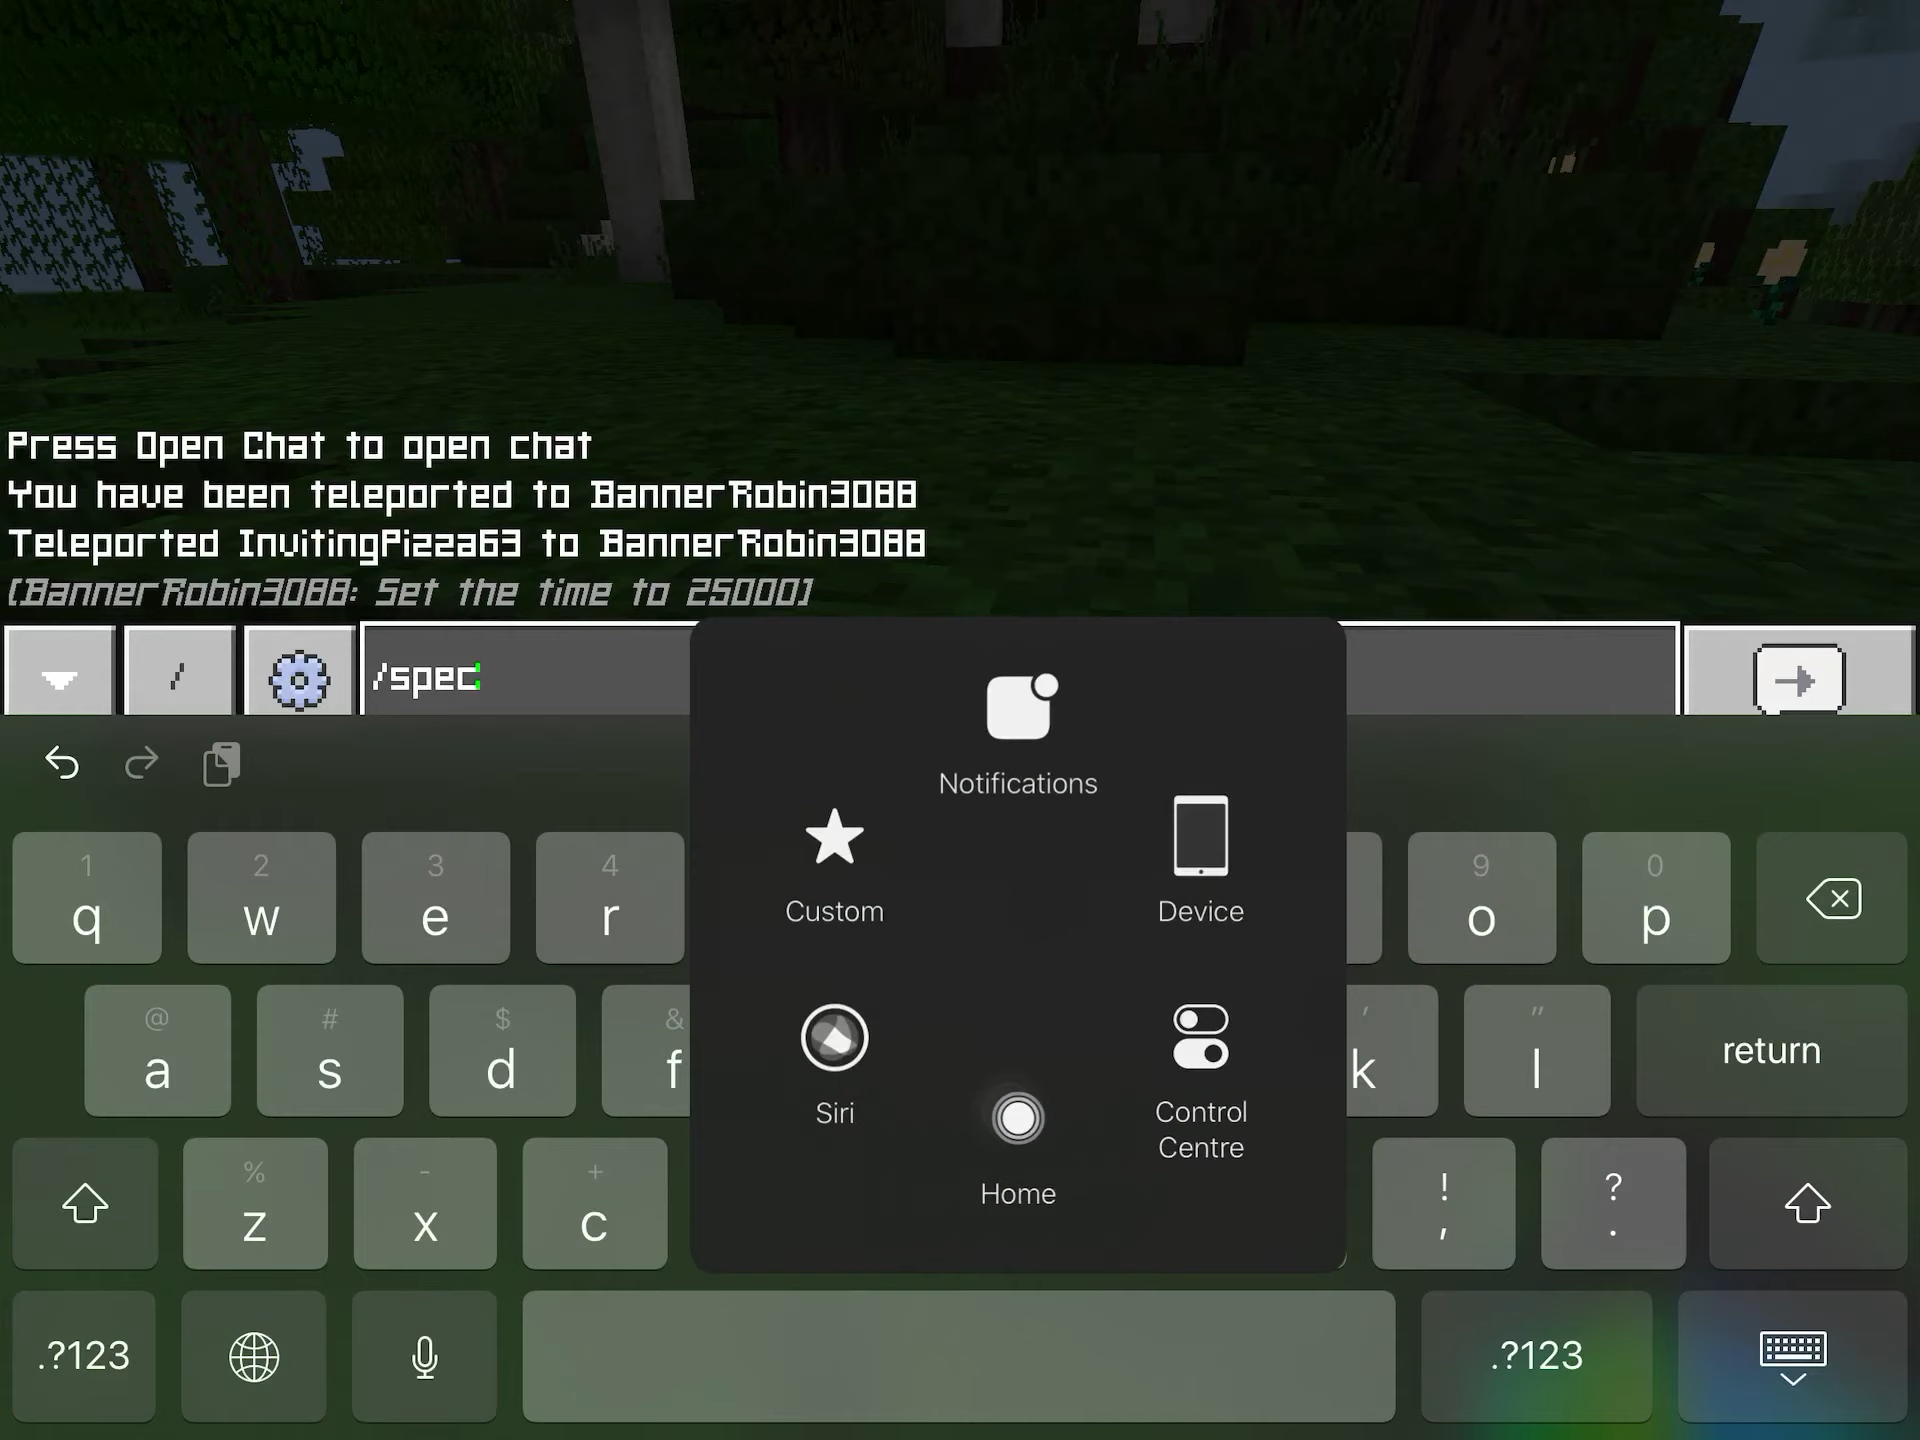 Press Open Chat to open chat
You have been teleported to BannerRobin3088
Teleported InvitingPizza63 to BannerRobin3088
[BannerRobin3088: Set the time to 25000]
/
/spec
Notifications
Custom
Device
Siri
Control
Centre
Home
1 2 3 4 9 0
q w e r o p
@ # $ & ' "
a s d f k l return
% - + ! ?
z x c , .
.?123 .?123